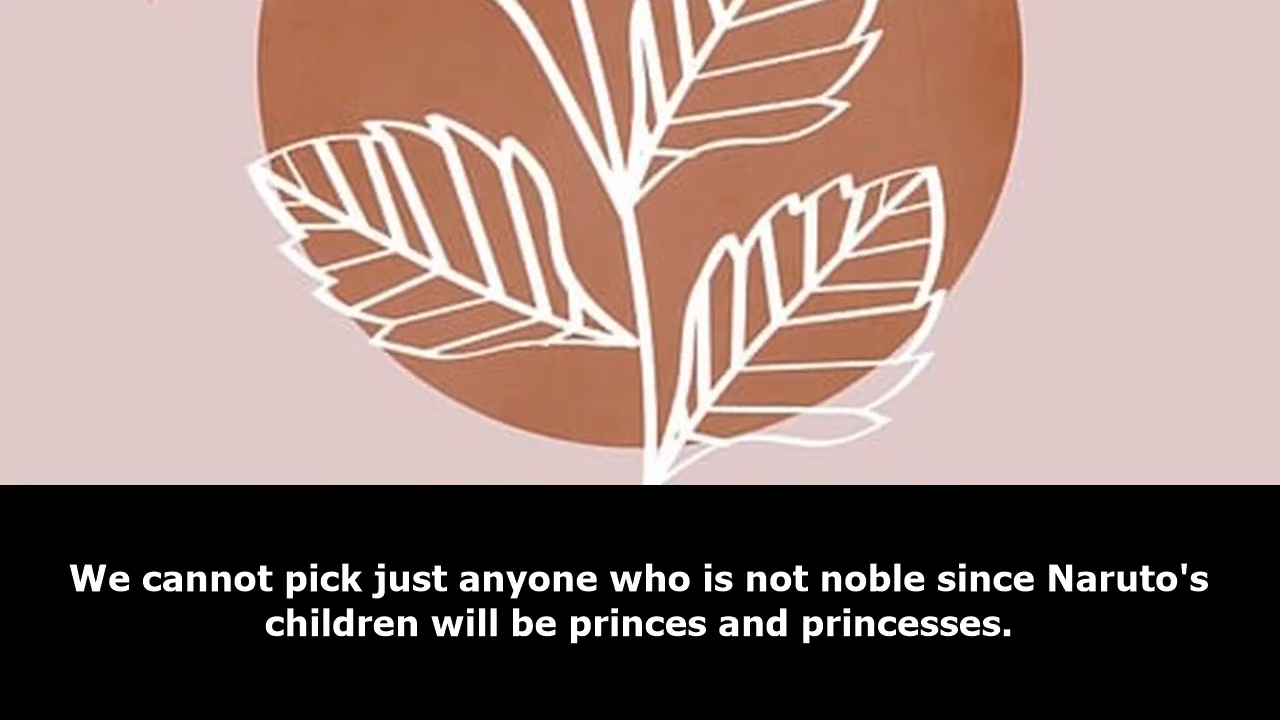 We cannot pick just anyone who is not noble since Naruto's
children will be princes and princesses.